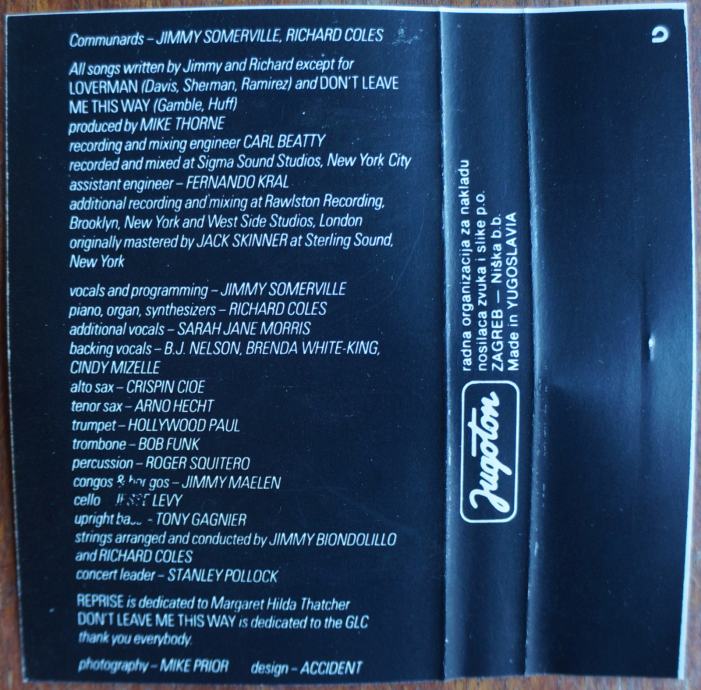 Communards – JIMMY SOMERVILLE, RICHARD COLES
All songs written by Jimmy and Richard except for
LOVERMAN (Davis, Sherman, Ramirez) and DON'T LEAVE
ME THIS WAY (Gamble, Huff)
produced by MIKE THORNE
recording and mixing engineer CARL BEATTY
recorded and mixed at Sigma Sound Studios, New York City
assistant engineer – FERNANDO KRAL
additional recording and mixing at Rawlston Recording,
Brooklyn, New York and West Side Studios, London
originally mastered by JACK SKINNER at Sterling Sound,
New York
vocals and programming – JIMMY SOMERVILLE
piano, organ, synthesizers – RICHARD COLES
additional vocals – SARAH JANE MORRIS
backing vocals – B.J. NELSON, BRENDA WHITE-KING,
CINDY MIZELLE
alto sax – CRISPIN CIOE
tenor sax – ARNO HECHT
trumpet – HOLLYWOOD PAUL
trombone – BOB FUNK
percussion – ROGER SQUITERO
congos & bongos – JIMMY MAELEN
cello JESSE LEVY
upright - TONY GAGNIER
strings arranged and conducted by JIMMY BIONDOLILLO
and RICHARD COLES
concert leader – STANLEY POLLOCK
REPRISE is dedicated to Margaret Hilda Thatcher
DON'T LEAVE ME THIS WAY is dedicated to the GLC
thank you everybody.
photography – MIKE PRIOR design – ACCIDENT
Jugoton
radna organizacija za nakladu
nosilaca zvuka i slike p.o.
ZAGREB — Niška b.b.
Made in YUGOSLAVIA